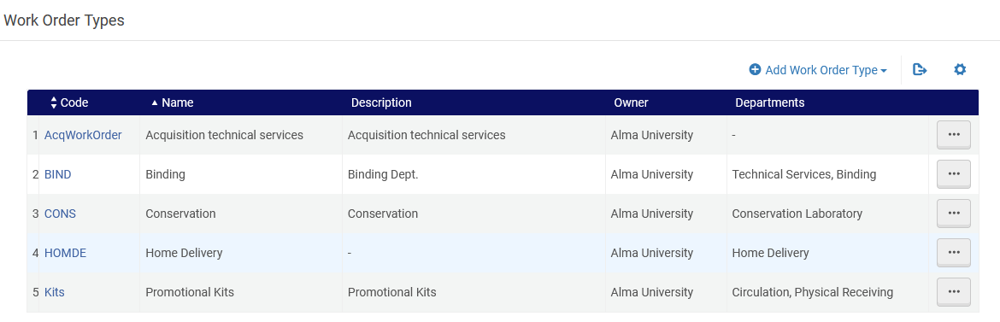 Work Order Types
Add Work Order Type
Code Name Description Owner Departments
1 AcqWorkOrder Acquisition technical services Acquisition technical services Alma University -
2 BIND Binding Binding Dept. Alma University Technical Services, Binding
3 CONS Conservation Conservation Alma University Conservation Laboratory
4 HOMDE Home Delivery - Alma University Home Delivery
5 Kits Promotional Kits Promotional Kits Alma University Circulation, Physical Receiving